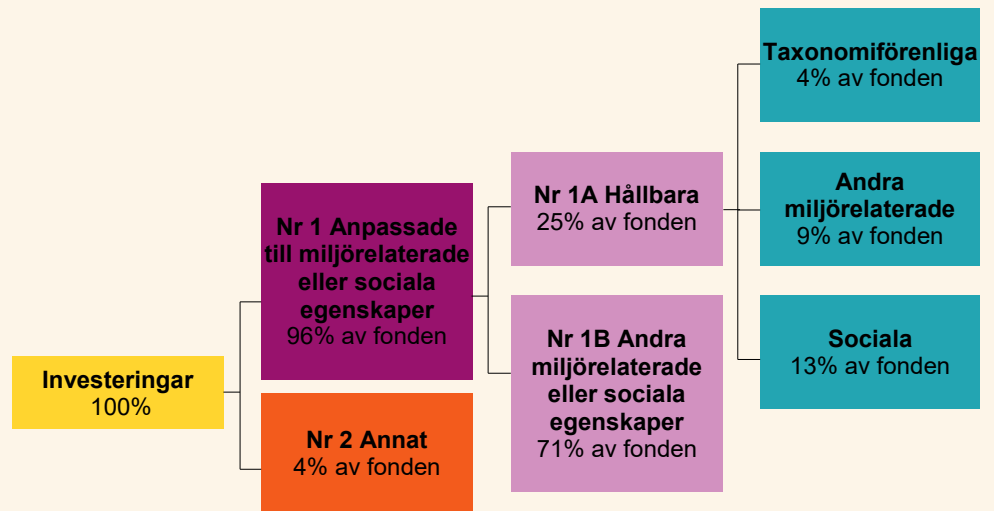 Investeringar
100%
Nr 1 Anpassade
till miljörelaterade
eller sociala
egenskaper
96% av fonden
Nr 2 Annat
4% av fonden
Nr 1A Hållbara
25% av fonden
Nr 1B Andra
miljörelaterade
eller sociala
egenskaper
71% av fonden
Taxonomiförenliga
4% av fonden
Andra
miljörelaterade
9% av fonden
Sociala
13% av fonden